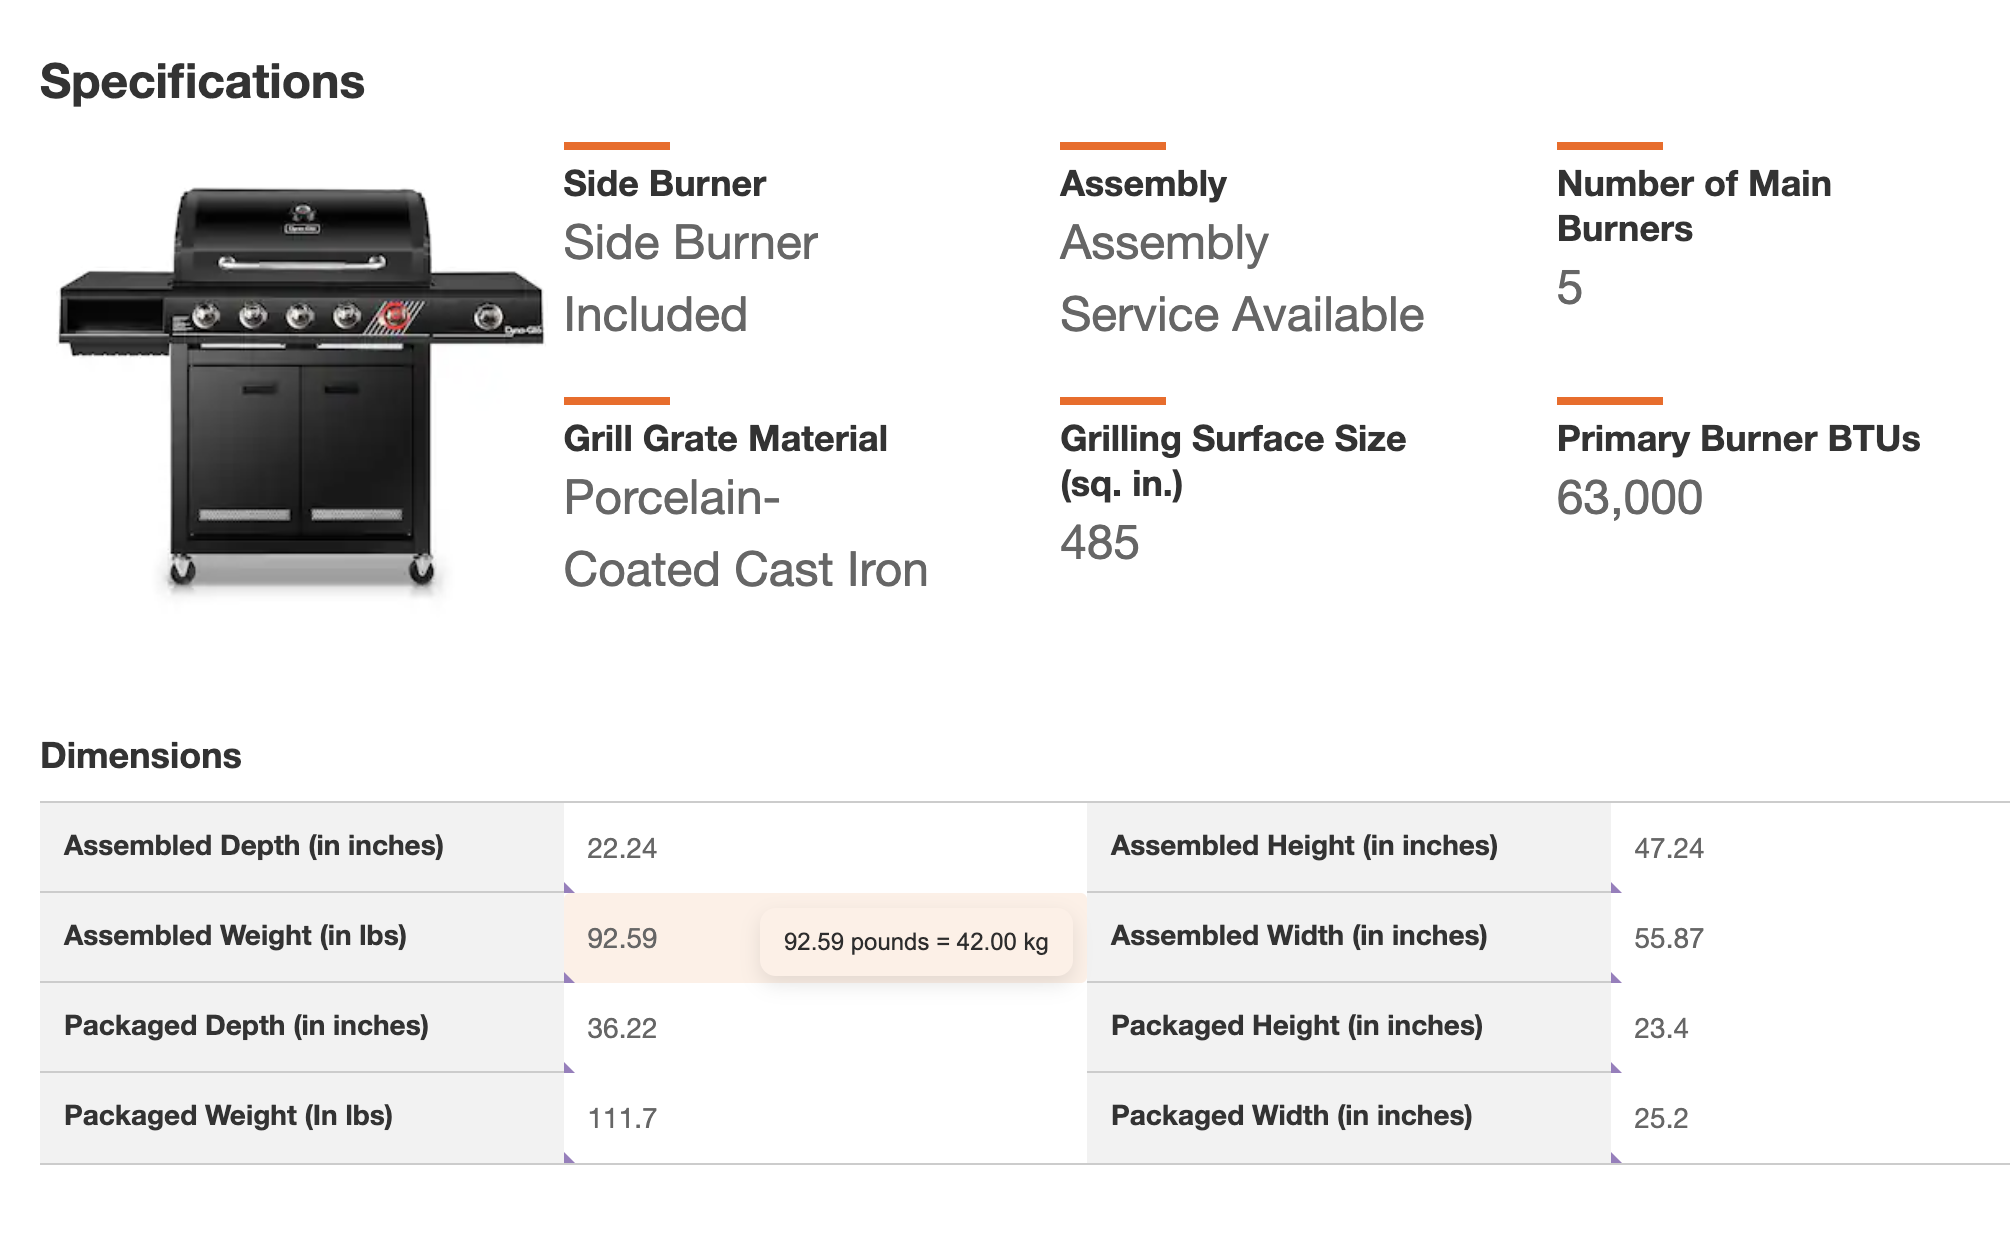 Specifications
Side Burner
Side Burner
Included
Assembly
Assembly
Service Available
Number of Main
Burners
5
Grill Grate Material
Porcelain-
Coated Cast Iron
Grilling Surface Size
(sq. in.)
485
Primary Burner BTUs
63,000
Dyna-Glo
Dimensions
Assembled Depth (in inches) 22.24 Assembled Height (in inches) 47.24
Assembled Weight (in lbs) 92.59 92.59 pounds = 42.00 kg Assembled Width (in inches) 55.87
Packaged Depth (in inches) 36.22 Packaged Height (in inches) 23.4
Packaged Weight (In lbs) 111.7 Packaged Width (in inches) 25.2